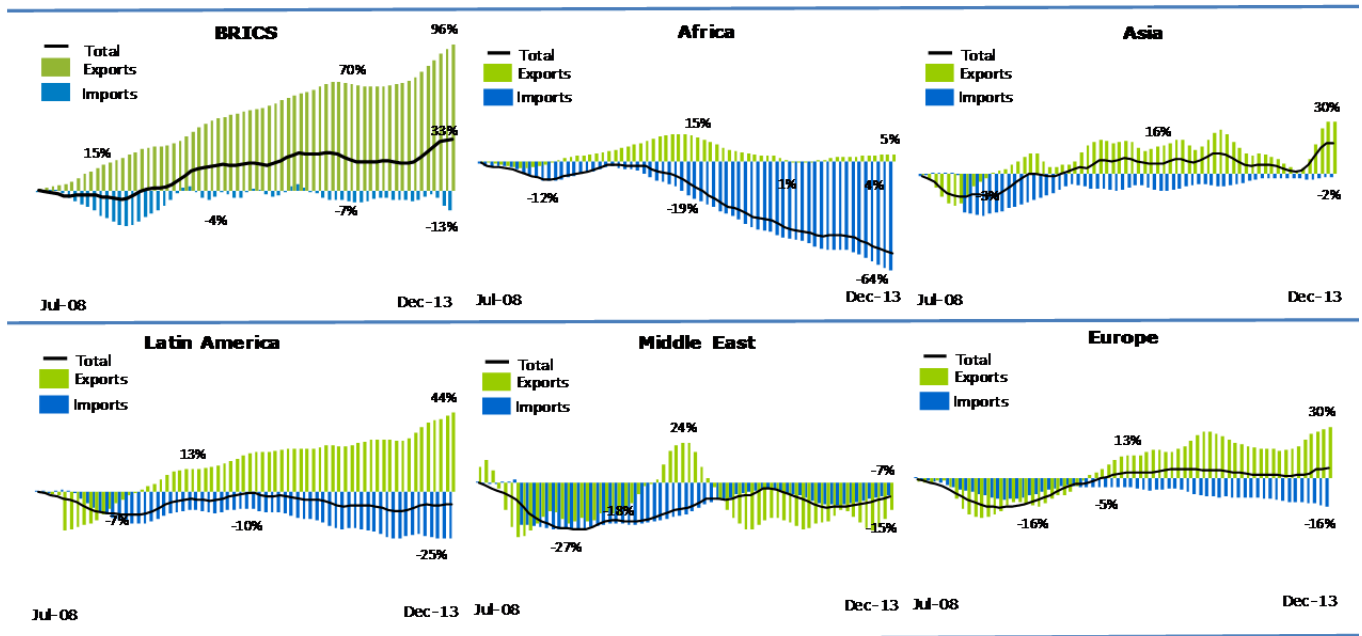 BRICS
Total
Exports
Imports
15%
70%
96%
33%
-4%
-7%
-13%
Jul-08
Dec-13
Africa
Total
Exports
Imports
15%
5%
-12%
-19%
1%
4%
-64%
Jul-08
Dec-13
Asia
Total
Exports
Imports
16%
30%
-3%
-2%
Jul-08
Dec-13
Latin America
Total
Exports
Imports
13%
44%
-7%
-10%
-25%
Jul-08
Dec-13
Middle East
Total
Exports
Imports
24%
-7%
-18%
-27%
-15%
Jul-08
Dec-13
Europe
Total
Exports
Imports
13%
30%
-5%
-16%
-16%
Jul-08
Dec-13